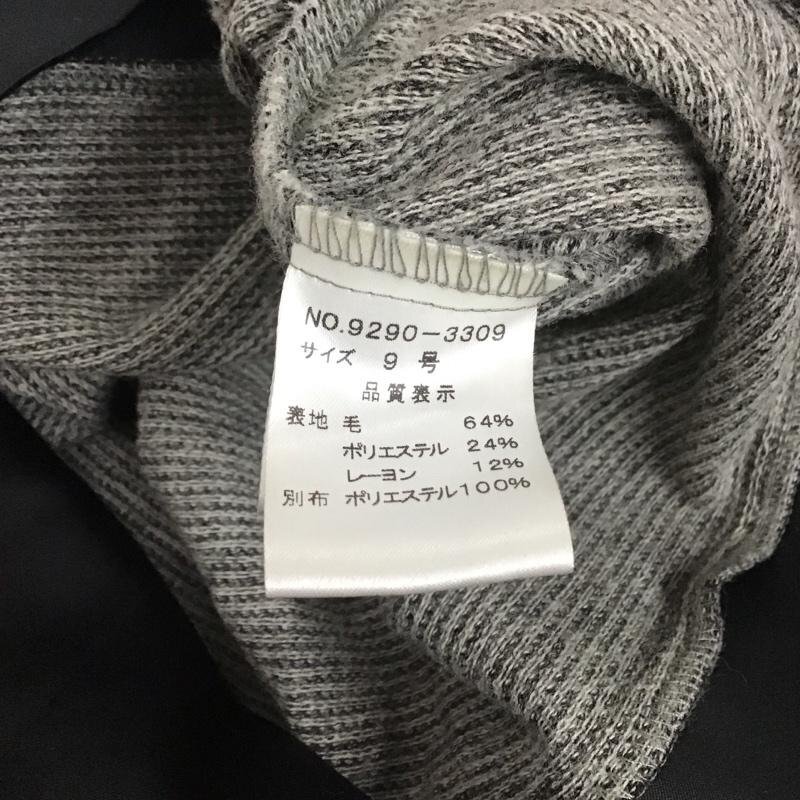 NO.9290-3309
サイズ 9 号
品質表示
表地 毛 64%
ポリエステル 24%
レーヨン 12%
別布 ポリエステル100%